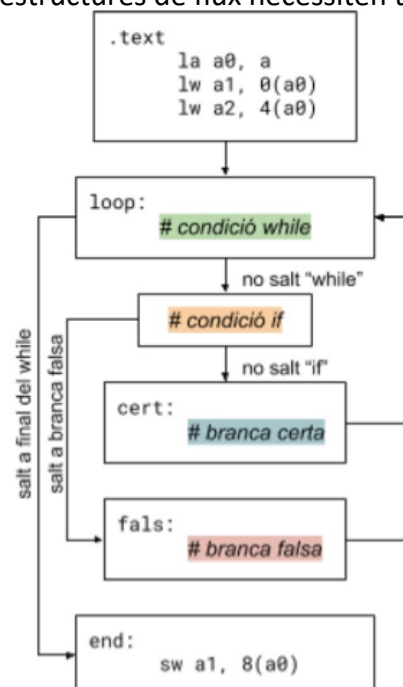 estructures de flux necessiten
.text
la a0, a
lw a1, 0(a0)
lw a2, 4(a0)
loop:
# condició while
no salt “while”
# condició if
no salt “if”
cert:
# branca certa
fals:
# branca falsa
end:
sw a1, 8(a0)
salt a final del while
salt a branca falsa